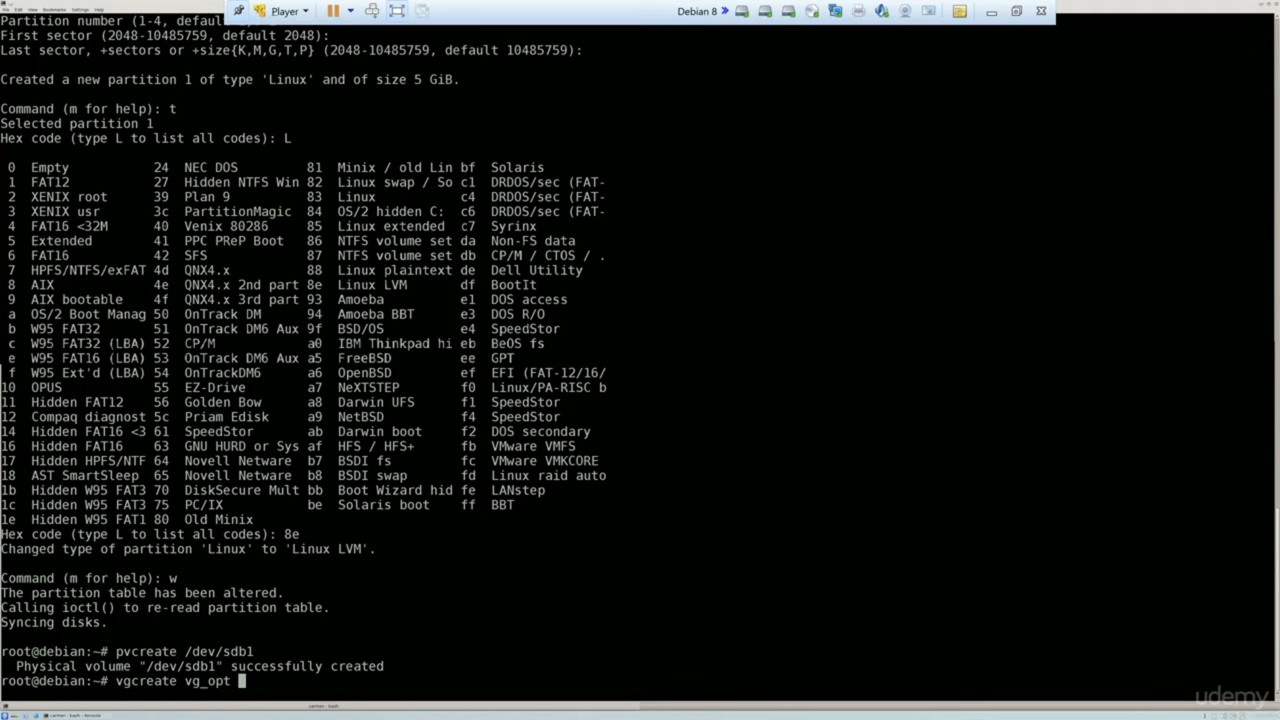 Player
Debian 8
Partition number (1-4, default
First sector (2048-10485759, default 2048):
Last sector, +sectors or +size{K,M,G,T,P} (2048-10485759, default 10485759):
Created a new partition 1 of type 'Linux' and of size 5 GiB.
Command (m for help): t
Selected partition 1
Hex code (type L to list all codes): L
0 Empty 24 NEC DOS 81 Minix / old Lin bf Solaris
1 FAT12 27 Hidden NTFS Win 82 Linux swap / So c1 DRDOS/sec (FAT-
2 XENIX root 39 Plan 9 83 Linux c4 DRDOS/sec (FAT-
3 XENIX usr 3c PartitionMagic 84 OS/2 hidden C: c6 DRDOS/sec (FAT-
4 FAT16 <32M 40 Venix 80286 85 Linux extended c7 Syrinx
5 Extended 41 PPC PReP Boot 86 NTFS volume set da Non-FS data
6 FAT16 42 SFS 87 NTFS volume set db CP/M / CTOS / .
7 HPFS/NTFS/exFAT 4d QNX4.x 88 Linux plaintext de Dell Utility
8 AIX 4e QNX4.x 2nd part 8e Linux LVM df BootIt
9 AIX bootable 4f QNX4.x 3rd part 93 Amoeba e1 DOS access
a OS/2 Boot Manag 50 OnTrack DM 94 Amoeba BBT e3 DOS R/O
b W95 FAT32 51 OnTrack DM6 Aux 9f BSD/OS e4 SpeedStor
c W95 FAT32 (LBA) 52 CP/M a0 IBM Thinkpad hi eb BeOS fs
e W95 FAT16 (LBA) 53 OnTrack DM6 Aux a5 FreeBSD ee GPT
f W95 Ext'd (LBA) 54 OnTrackDM6 a6 OpenBSD ef EFI (FAT-12/16/
10 OPUS 55 EZ-Drive a7 NeXTSTEP f0 Linux/PA-RISC b
11 Hidden FAT12 56 Golden Bow a8 Darwin UFS f1 SpeedStor
12 Compaq diagnost 5c Priam Edisk a9 NetBSD f4 SpeedStor
14 Hidden FAT16 <3 61 SpeedStor ab Darwin boot f2 DOS secondary
16 Hidden FAT16 63 GNU HURD or Sys af HFS / HFS+ fb VMware VMFS
17 Hidden HPFS/NTF 64 Novell Netware b7 BSDI fs fc VMware VMKCORE
18 AST SmartSleep 65 Novell Netware b8 BSDI swap fd Linux raid auto
1b Hidden W95 FAT3 70 DiskSecure Mult bb Boot Wizard hid fe LANstep
1c Hidden W95 FAT3 75 PC/IX be Solaris boot ff BBT
1e Hidden W95 FAT1 80 Old Minix
Hex code (type L to list all codes): 8e
Changed type of partition 'Linux' to 'Linux LVM'.
Command (m for help): w
The partition table has been altered.
Calling ioctl() to re-read partition table.
Syncing disks.
root@debian:~# pvcreate /dev/sdb1
Physical volume "/dev/sdb1" successfully created
root@debian:~# vgcreate vg_opt
udemy